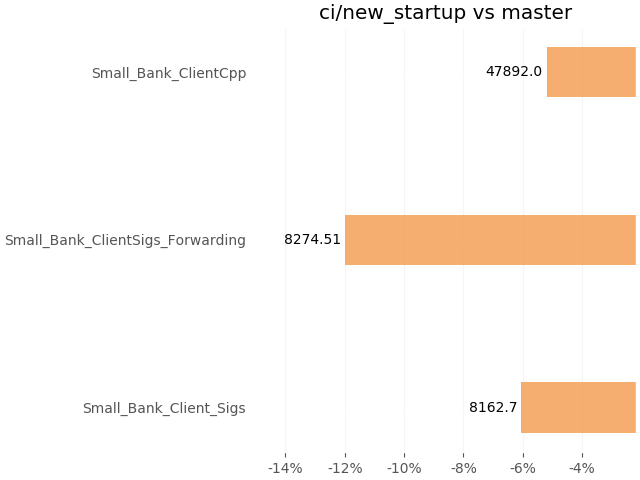 ci/new_startup vs master
Small_Bank_ClientCpp
47892.0
Small_Bank_ClientSigs_Forwarding
8274.51
Small_Bank_Client_Sigs
8162.7
-14% -12% -10% -8% -6% -4%